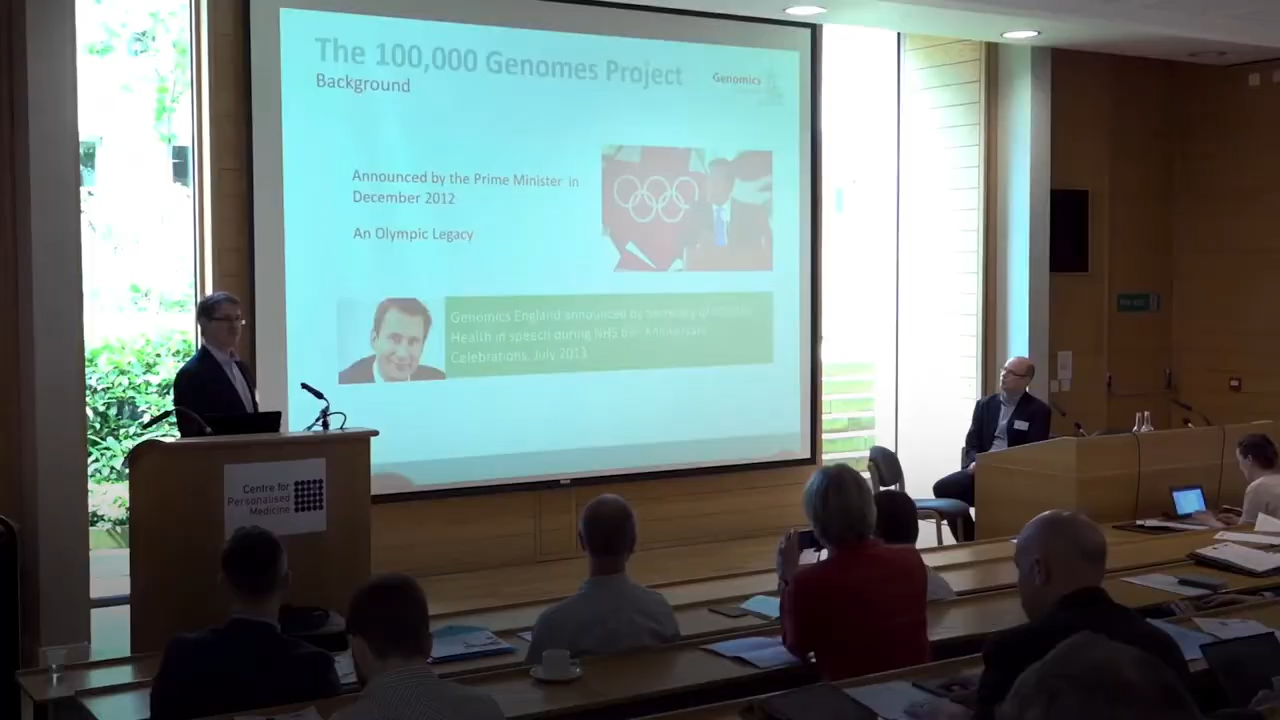 The 100,000 Genomes Project
Background
Genomics
Announced by the Prime Minister in
December 2012
An Olympic Legacy
Genomics England announced by
Health in speech during NHS
Celebrations, July 2013
Centre for
Personalised
Medicine